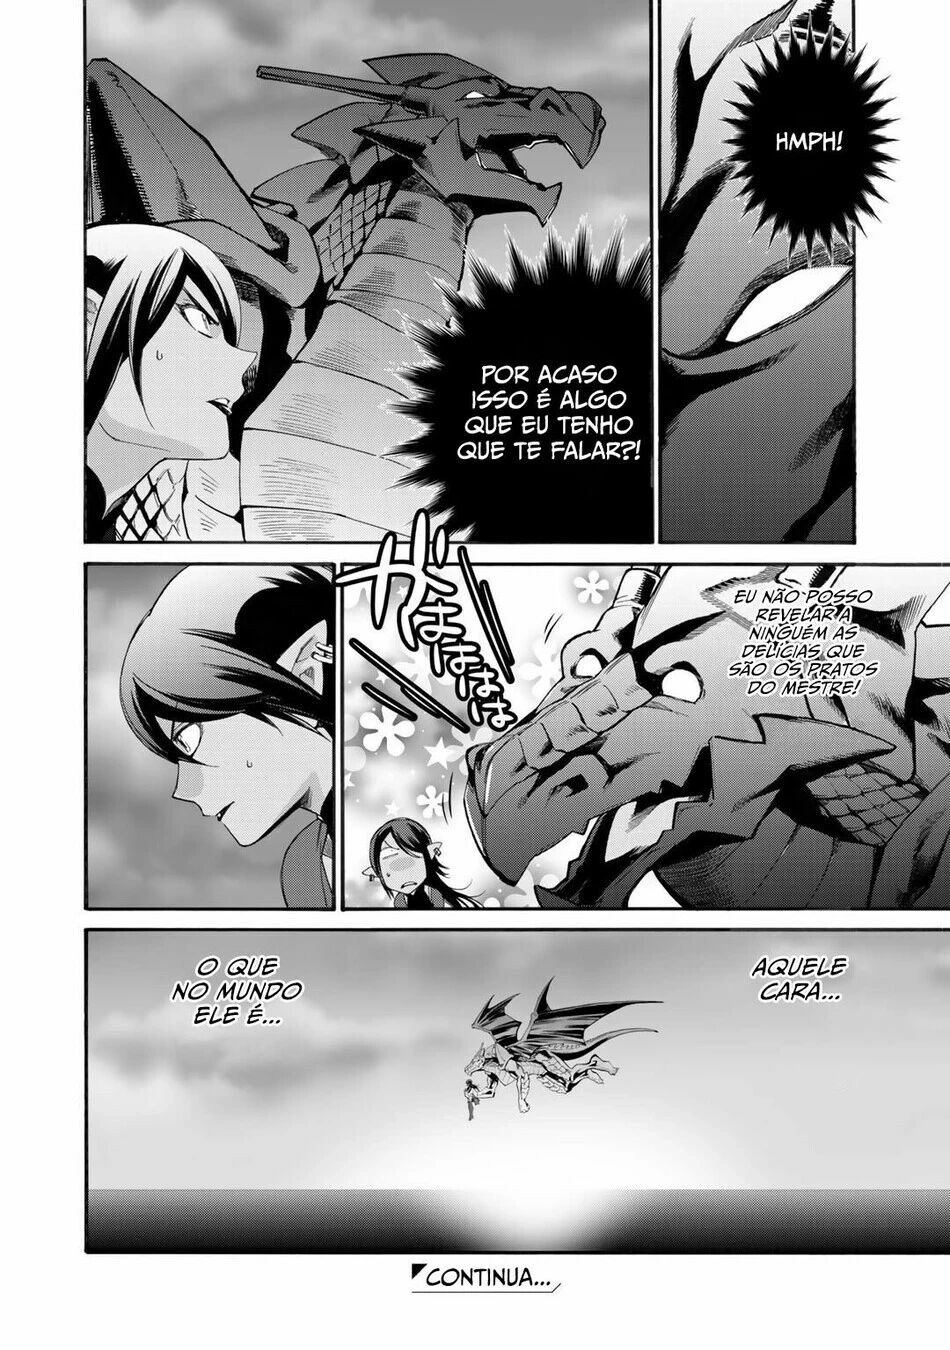 HMPH!
POR ACASO
ISSO É ALGO
QUE EU TENHO
QUE TE FALAR?!
EU NÃO POSSO
REVELAR A
NINGUÉM AS
DELÍCIAS QUE
SÃO OS PRATOS
DO MESTRE!
ガはははははは
AQUELE
CARA...
O QUE
NO MUNDO
ELE É...
CONTINUA...